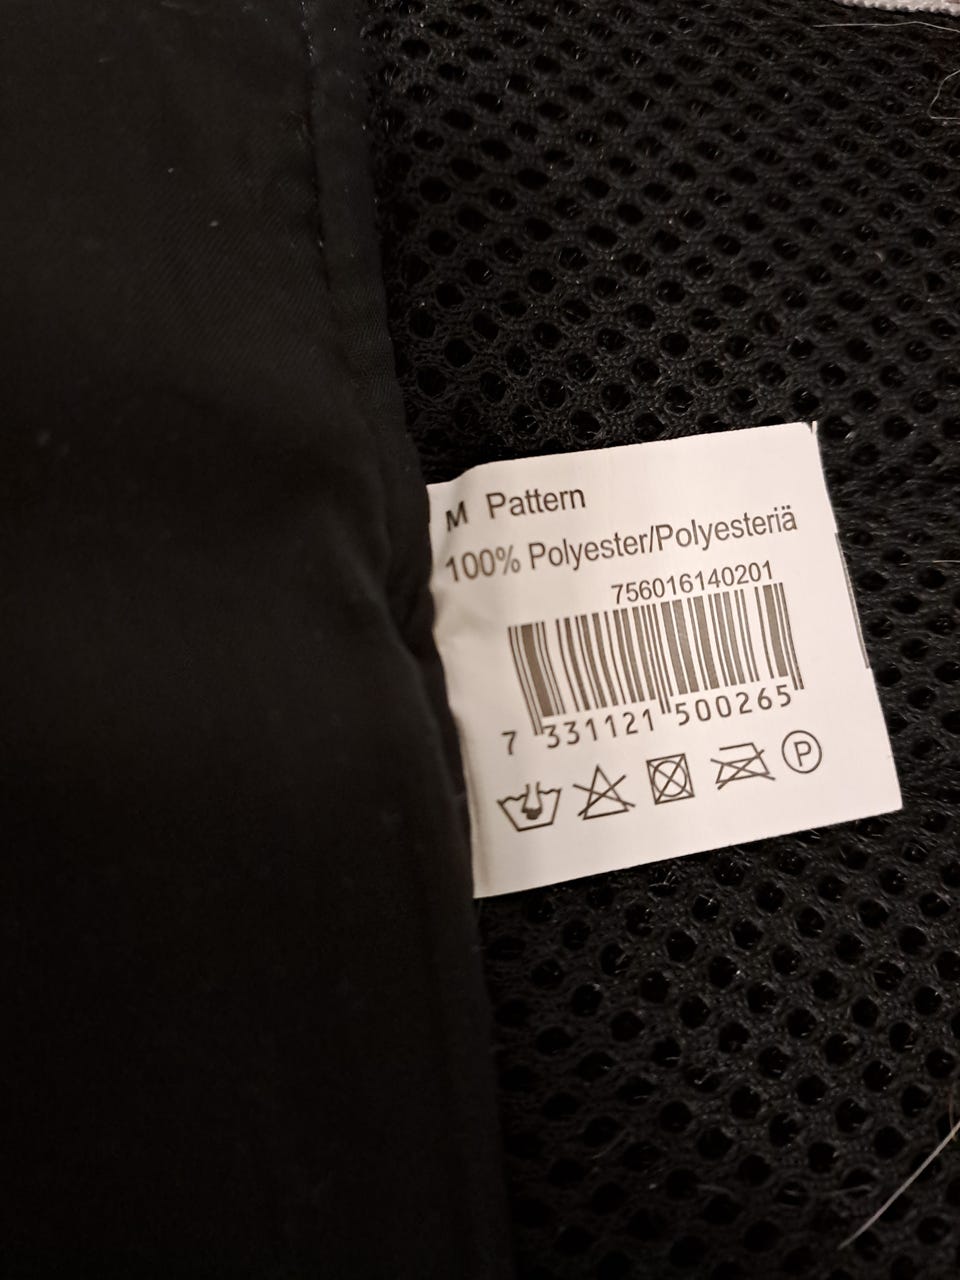 M Pattern
100% Polyester/Polyesteriä
756016140201
7 331121 500265
P